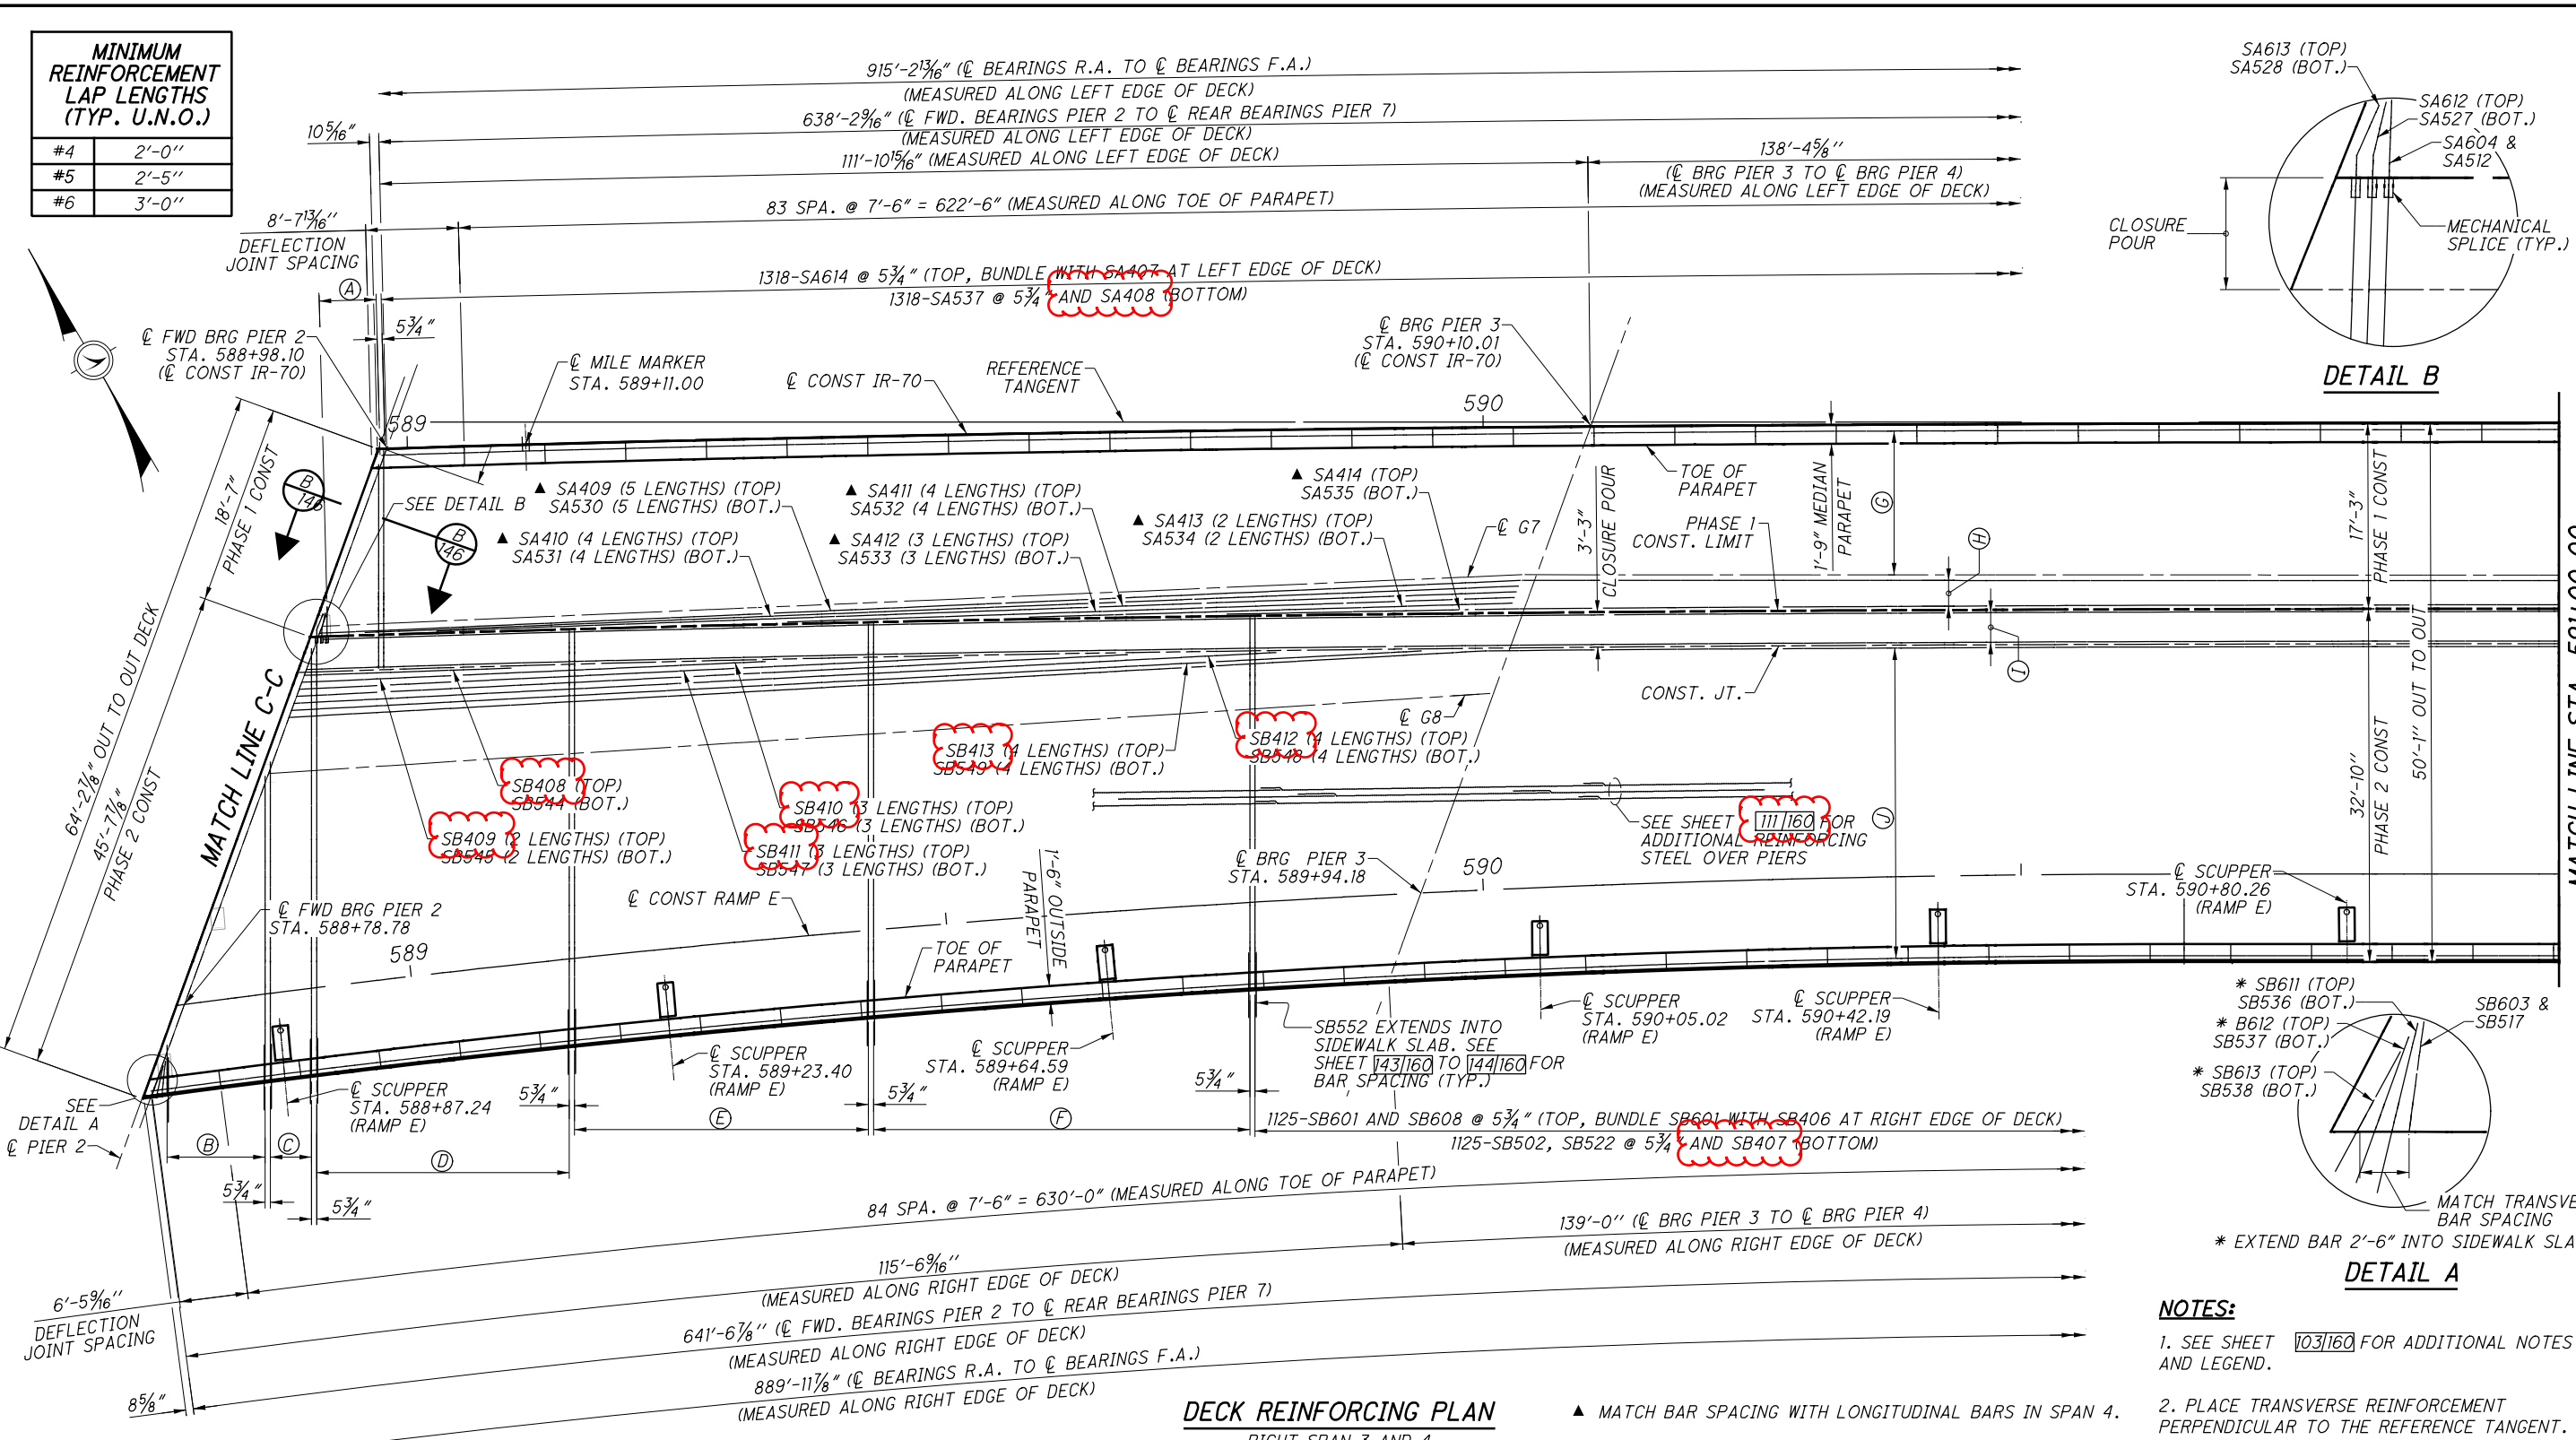 MINIMUM
REINFORCEMENT
LAP LENGTHS
(TYP. U.N.O.)
#4 2'-0"
#5 2'-5"
#6 3'-0"
915'-2 13/16" (℄ BEARINGS R.A. TO ℄ BEARINGS F.A.)
(MEASURED ALONG LEFT EDGE OF DECK)
638'-2 9/16" (℄ FWD. BEARINGS PIER 2 TO ℄ REAR BEARINGS PIER 7)
(MEASURED ALONG LEFT EDGE OF DECK)
10 5/16"
111'-10 15/16" (MEASURED ALONG LEFT EDGE OF DECK)
138'-4 5/8"
(℄ BRG PIER 3 TO ℄ BRG PIER 4)
(MEASURED ALONG LEFT EDGE OF DECK)
83 SPA. @ 7'-6" = 622'-6" (MEASURED ALONG TOE OF PARAPET)
8'-7 13/16"
DEFLECTION
JOINT SPACING
1318-SA614 @ 5 3/4" (TOP, BUNDLE WITH SA407 AT LEFT EDGE OF DECK)
1318-SA537 @ 5 3/4" AND SA408 (BOTTOM)
A
5 3/4"
SA613 (TOP)
SA528 (BOT.)
SA612 (TOP)
SA527 (BOT.)
SA604 &
SA512
CLOSURE
POUR
MECHANICAL
SPLICE (TYP.)
DETAIL B
℄ FWD BRG PIER 2
STA. 588+98.10
(℄ CONST IR-70)
℄ MILE MARKER
STA. 589+11.00
℄ CONST IR-70
REFERENCE
TANGENT
℄ BRG PIER 3
STA. 590+10.01
(℄ CONST IR-70)
589
590
18'-7"
PHASE 1 CONST
B
146
SEE DETAIL B
B
146
▲ SA409 (5 LENGTHS) (TOP)
SA530 (5 LENGTHS) (BOT.)
▲ SA410 (4 LENGTHS) (TOP)
SA531 (4 LENGTHS) (BOT.)
▲ SA411 (4 LENGTHS) (TOP)
SA532 (4 LENGTHS) (BOT.)
▲ SA412 (3 LENGTHS) (TOP)
SA533 (3 LENGTHS) (BOT.)
▲ SA414 (TOP)
SA535 (BOT.)
▲ SA413 (2 LENGTHS) (TOP)
SA534 (2 LENGTHS) (BOT.)
℄ G7
3'-3"
CLOSURE POUR
PHASE 1
CONST. LIMIT
TOE OF
PARAPET
1'-9" MEDIAN
PARAPET
G
H
I
17'-3"
PHASE 1 CONST
64'-2 7/8" OUT TO OUT DECK
45'-7 7/8"
PHASE 2 CONST
MATCH LINE C-C
CONST. JT.
℄ G8
50'-1" OUT TO OUT
32'-10"
PHASE 2 CONST
MATCH LINE STA. 591+00.00
SB408 (TOP)
SB544 (BOT.)
SB409 (2 LENGTHS) (TOP)
SB545 (2 LENGTHS) (BOT.)
SB410 (3 LENGTHS) (TOP)
SB546 (3 LENGTHS) (BOT.)
SB411 (3 LENGTHS) (TOP)
SB547 (3 LENGTHS) (BOT.)
SB413 (4 LENGTHS) (TOP)
SB549 (4 LENGTHS) (BOT.)
SB412 (4 LENGTHS) (TOP)
SB548 (4 LENGTHS) (BOT.)
SEE SHEET 111/160 FOR
ADDITIONAL REINFORCING
STEEL OVER PIERS
J
℄ BRG PIER 3
STA. 589+94.18
590
℄ CONST RAMP E
1'-6" OUTSIDE
PARAPET
TOE OF
PARAPET
℄ FWD BRG PIER 2
STA. 588+78.78
589
℄ SCUPPER
STA. 590+80.26
(RAMP E)
℄ SCUPPER
STA. 588+87.24
(RAMP E)
℄ SCUPPER
STA. 589+23.40
(RAMP E)
℄ SCUPPER
STA. 589+64.59
(RAMP E)
SB552 EXTENDS INTO
SIDEWALK SLAB. SEE
SHEET 143/160 TO 144/160 FOR
BAR SPACING (TYP.)
℄ SCUPPER
STA. 590+05.02
(RAMP E)
℄ SCUPPER
STA. 590+42.19
(RAMP E)
SEE
DETAIL A
℄ PIER 2
B
C
D
E
F
5 3/4"
5 3/4"
5 3/4"
5 3/4"
5 3/4"
1125-SB601 AND SB608 @ 5 3/4" (TOP, BUNDLE SB601 WITH SB406 AT RIGHT EDGE OF DECK)
1125-SB502, SB522 @ 5 3/4" AND SB407 (BOTTOM)
84 SPA. @ 7'-6" = 630'-0" (MEASURED ALONG TOE OF PARAPET)
139'-0" (℄ BRG PIER 3 TO ℄ BRG PIER 4)
(MEASURED ALONG RIGHT EDGE OF DECK)
115'-6 9/16"
(MEASURED ALONG RIGHT EDGE OF DECK)
641'-6 7/8" (℄ FWD. BEARINGS PIER 2 TO ℄ REAR BEARINGS PIER 7)
(MEASURED ALONG RIGHT EDGE OF DECK)
889'-11 7/8" (℄ BEARINGS R.A. TO ℄ BEARINGS F.A.)
(MEASURED ALONG RIGHT EDGE OF DECK)
6'-5 9/16"
DEFLECTION
JOINT SPACING
8 5/8"
* SB611 (TOP)
SB536 (BOT.)
* B612 (TOP)
SB537 (BOT.)
* SB613 (TOP)
SB538 (BOT.)
SB603 &
SB517
MATCH TRANSVE
BAR SPACING
* EXTEND BAR 2'-6" INTO SIDEWALK SLA
DETAIL A
NOTES:
1. SEE SHEET 103/160 FOR ADDITIONAL NOTES
AND LEGEND.
2. PLACE TRANSVERSE REINFORCEMENT
PERPENDICULAR TO THE REFERENCE TANGENT.
DECK REINFORCING PLAN
RIGHT SPAN 3 AND 4
▲ MATCH BAR SPACING WITH LONGITUDINAL BARS IN SPAN 4.